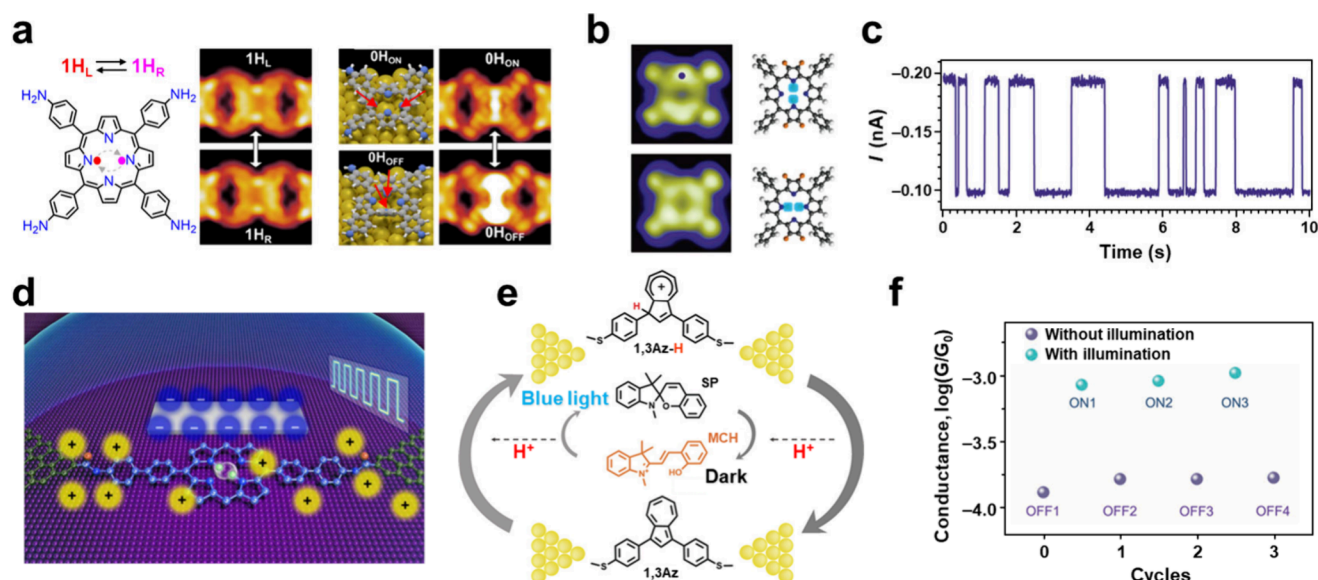 a
1H_L ⇌ 1H_R
H2N
NH2
N
N
N
N
H2N
NH2
1H_L
1H_R
0H_ON
0H_OFF
0H_ON
0H_OFF
b
c
I (nA)
−0.20
−0.15
−0.10
0
2
4
6
8
10
Time (s)
d
+
+
+
+
+
+
+
+
+
− − − − −
− − − − −
e
+
H
S
S
1,3Az-H
SP
N
O
Blue light
MCH
H+
H+
HO
N+
Dark
S
S
1,3Az
f
Without illumination
With illumination
Conductance, log(G/G0)
−3.0
−3.5
−4.0
ON1
ON2
ON3
OFF1
OFF2
OFF3
OFF4
0
1
2
3
Cycles